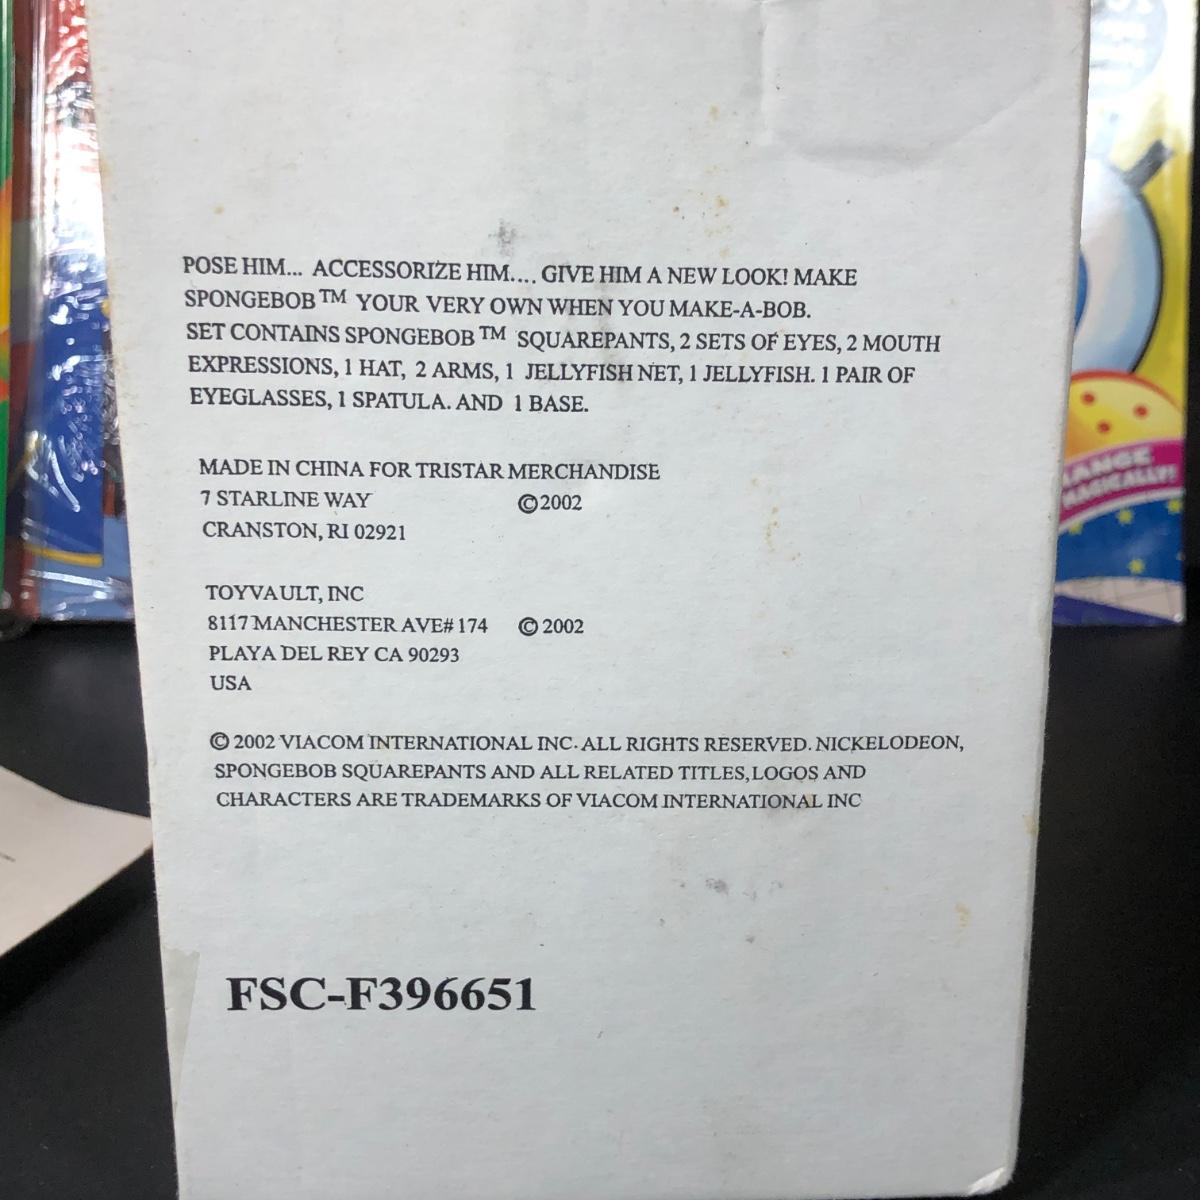 POSE HIM... ACCESSORIZE HIM.... GIVE HIM A NEW LOOK! MAKE
SPONGEBOB™ YOUR VERY OWN WHEN YOU MAKE-A-BOB.
SET CONTAINS SPONGEBOB™ SQUAREPANTS, 2 SETS OF EYES, 2 MOUTH
EXPRESSIONS, 1 HAT, 2 ARMS, 1 JELLYFISH NET, 1 JELLYFISH. 1 PAIR OF
EYEGLASSES, 1 SPATULA. AND 1 BASE.
MADE IN CHINA FOR TRISTAR MERCHANDISE
7 STARLINE WAY ©2002
CRANSTON, RI 02921
TOYVAULT, INC
8117 MANCHESTER AVE# 174 © 2002
PLAYA DEL REY CA 90293
USA
© 2002 VIACOM INTERNATIONAL INC. ALL RIGHTS RESERVED. NICKELODEON,
SPONGEBOB SQUAREPANTS AND ALL RELATED TITLES, LOGOS AND
CHARACTERS ARE TRADEMARKS OF VIACOM INTERNATIONAL INC
FSC-F396651
MAGICALLY!